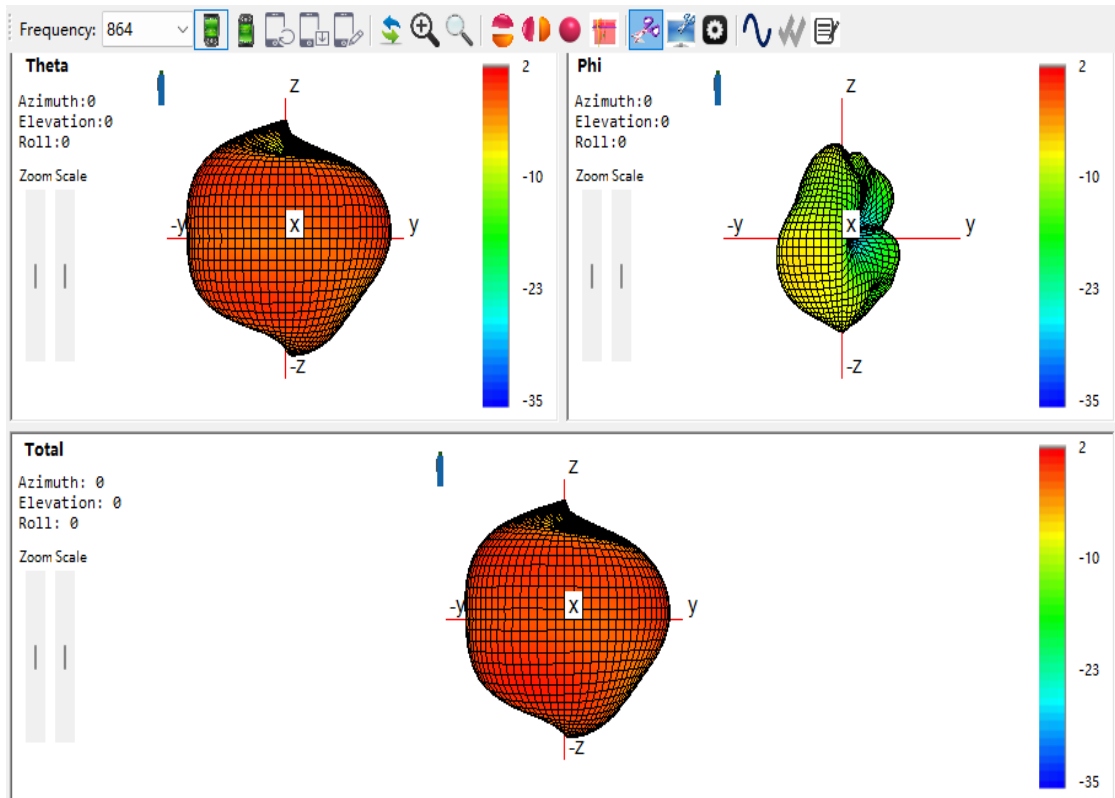 Frequency: 864
Theta
Azimuth:0
Elevation:0
Roll:0
Zoom Scale
Z
-y
X
y
-Z
2
-10
-23
-35
Phi
Azimuth:0
Elevation:0
Roll:0
Zoom Scale
Z
-y
X
y
-Z
2
-10
-23
-35
Total
Azimuth: 0
Elevation: 0
Roll: 0
Zoom Scale
Z
-y
X
y
-Z
2
-10
-23
-35